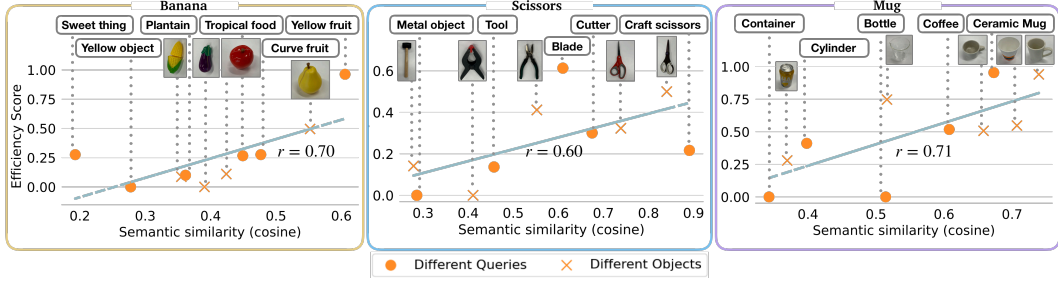 Banana
Sweet thing
Plantain
Tropical food
Yellow fruit
Yellow object
Curve fruit
Efficiency Score
1.00
0.75
0.50
0.25
0.00
r = 0.70
0.2 0.3 0.4 0.5 0.6
Semantic similarity (cosine)
Scissors
Metal object
Tool
Cutter
Craft scissors
Blade
0.6
0.4
0.2
0.0
r = 0.60
0.3 0.4 0.5 0.6 0.7 0.8 0.9
Semantic similarity (cosine)
Mug
Container
Bottle
Coffee
Ceramic Mug
Cylinder
1.00
0.75
0.50
0.25
0.00
r = 0.71
0.4 0.5 0.6 0.7
Semantic similarity (cosine)
Different Queries
Different Objects